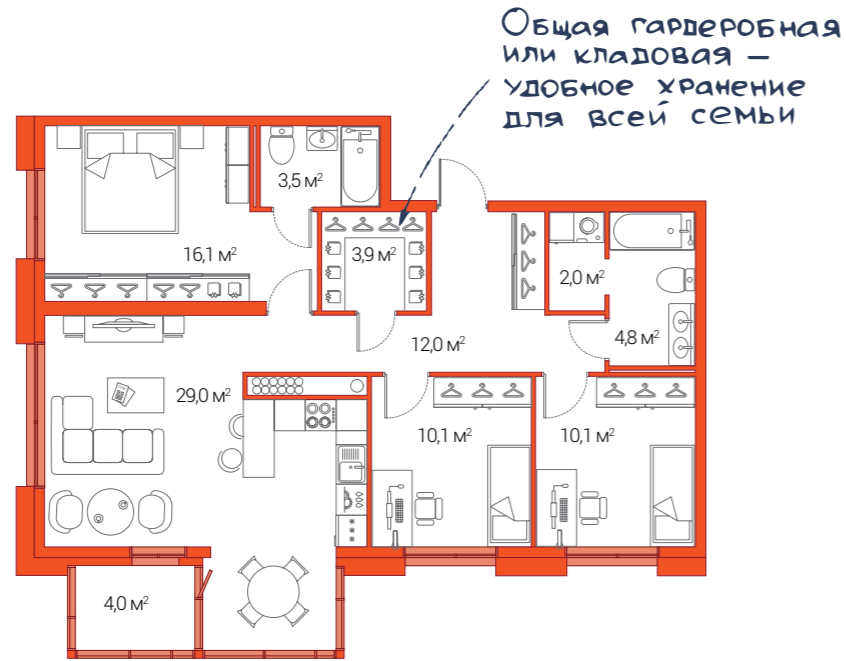 Общая гардеробная
или кладовая –
удобное хранение
для всей семьи
3,5 м²
16,1 м²
3,9 м²
2,0 м²
12,0 м²
4,8 м²
29,0 м²
10,1 м²
10,1 м²
4,0 м²